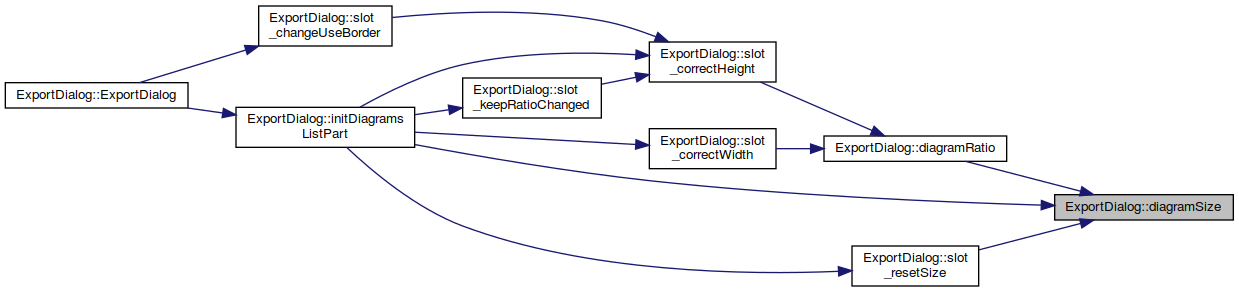 ExportDialog::slot
_changeUseBorder
ExportDialog::slot
_correctHeight
ExportDialog::ExportDialog
ExportDialog::slot
_keepRatioChanged
ExportDialog::initDiagrams
ListPart
ExportDialog::slot
_correctWidth
ExportDialog::diagramRatio
ExportDialog::diagramSize
ExportDialog::slot
_resetSize